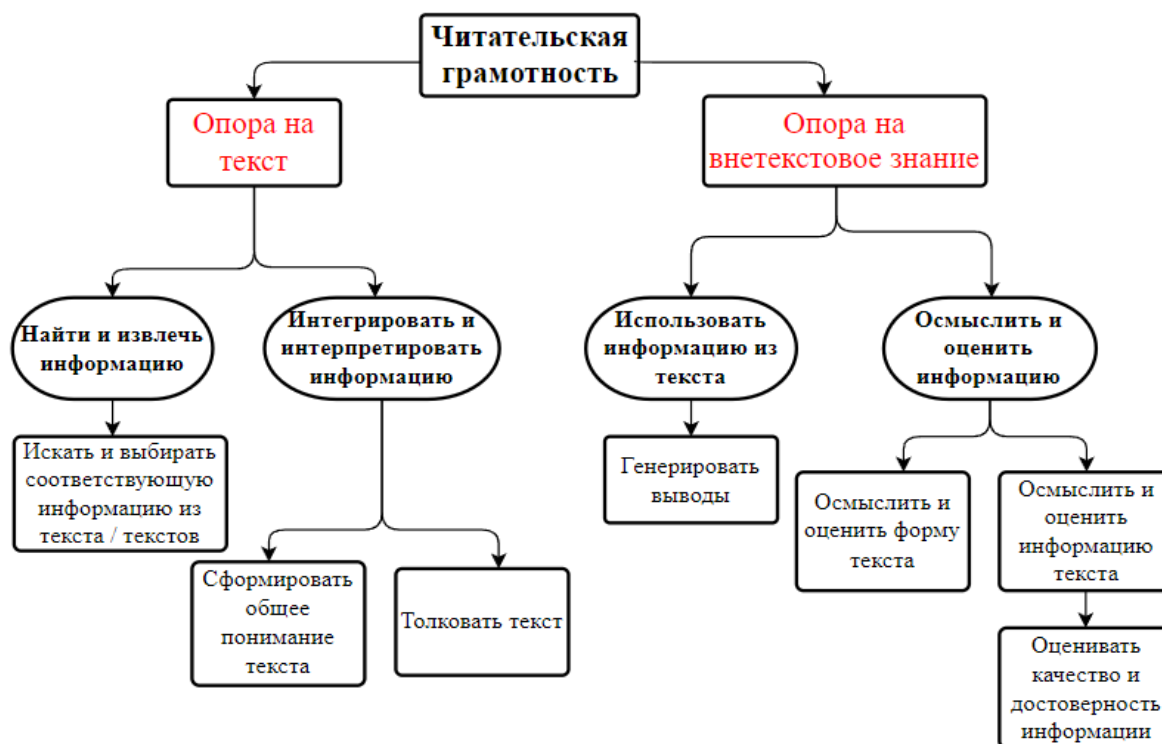 Читательская
грамотность
Опора на
текст
Опора на
внетекстовое знание
Найти и извлечь
информацию
Интегрировать и
интерпретировать
информацию
Использовать
информацию из
текста
Осмыслить и
оценить
информацию
Искать и выбирать
соответствующую
информацию из
текста / текстов
Генерировать
выводы
Осмыслить и
оценить форму
текста
Осмыслить и
оценить
информацию
текста
Сформировать
общее
понимание
текста
Толковать текст
Оценивать
качество и
достоверность
информации